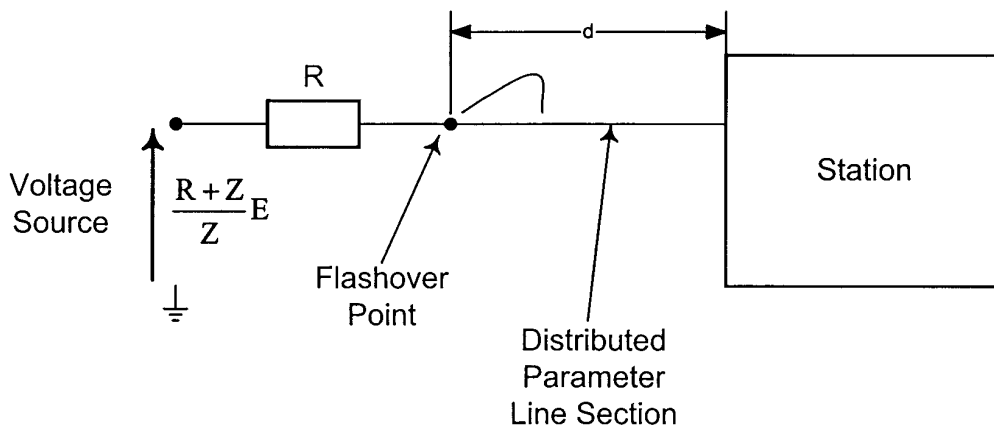 d
R
Voltage
Source
R + Z
Z
E
Flashover
Point
Station
Distributed
Parameter
Line Section